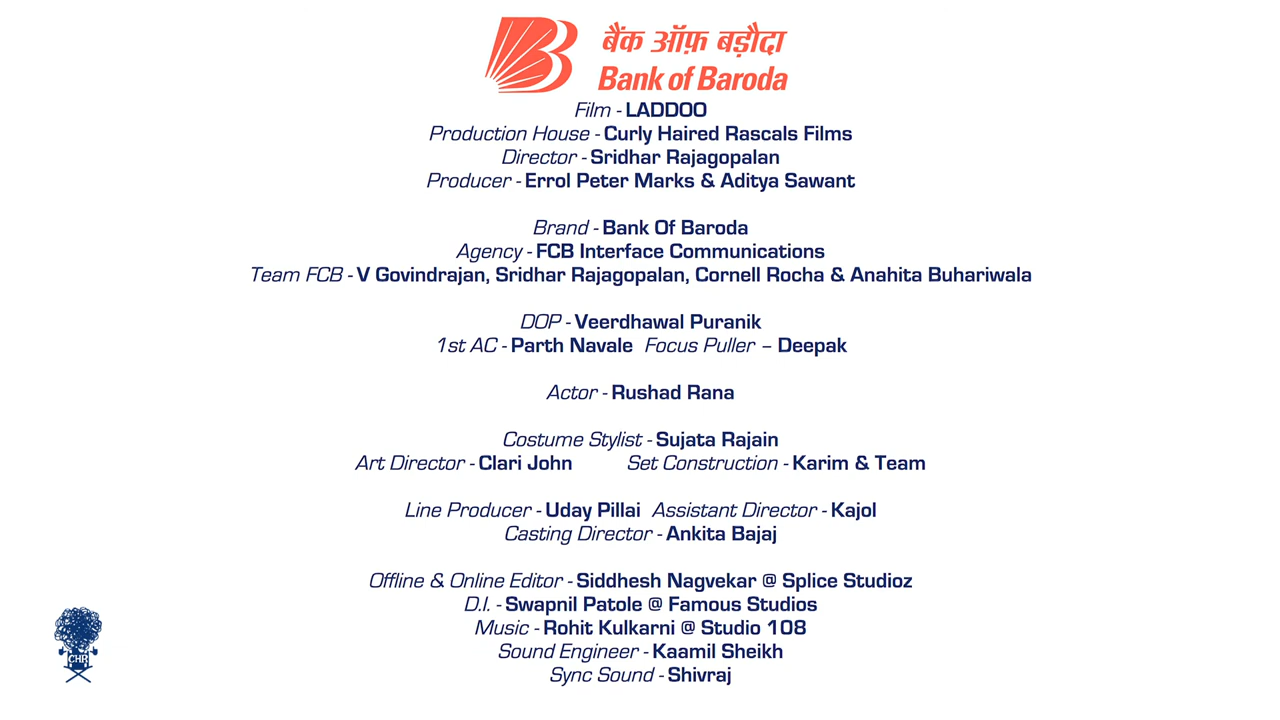 बैंक ऑफ़ बड़ौदा
Bank of Baroda
Film - LADDOO
Production House - Curly Haired Rascals Films
Director - Sridhar Rajagopalan
Producer - Errol Peter Marks & Aditya Sawant
Brand - Bank Of Baroda
Agency - FCB Interface Communications
Team FCB - V Govindrajan, Sridhar Rajagopalan, Cornell Rocha & Anahita Buhariwala
DOP - Veerdhawal Puranik
1st AC - Parth Navale Focus Puller – Deepak
Actor - Rushad Rana
Costume Stylist - Sujata Rajain
Art Director - Clari John Set Construction - Karim & Team
Line Producer - Uday Pillai Assistant Director - Kajol
Casting Director - Ankita Bajaj
Offline & Online Editor - Siddhesh Nagvekar @ Splice Studioz
D.I. - Swapnil Patole @ Famous Studios
Music - Rohit Kulkarni @ Studio 108
Sound Engineer - Kaamil Sheikh
Sync Sound - Shivraj
CHR